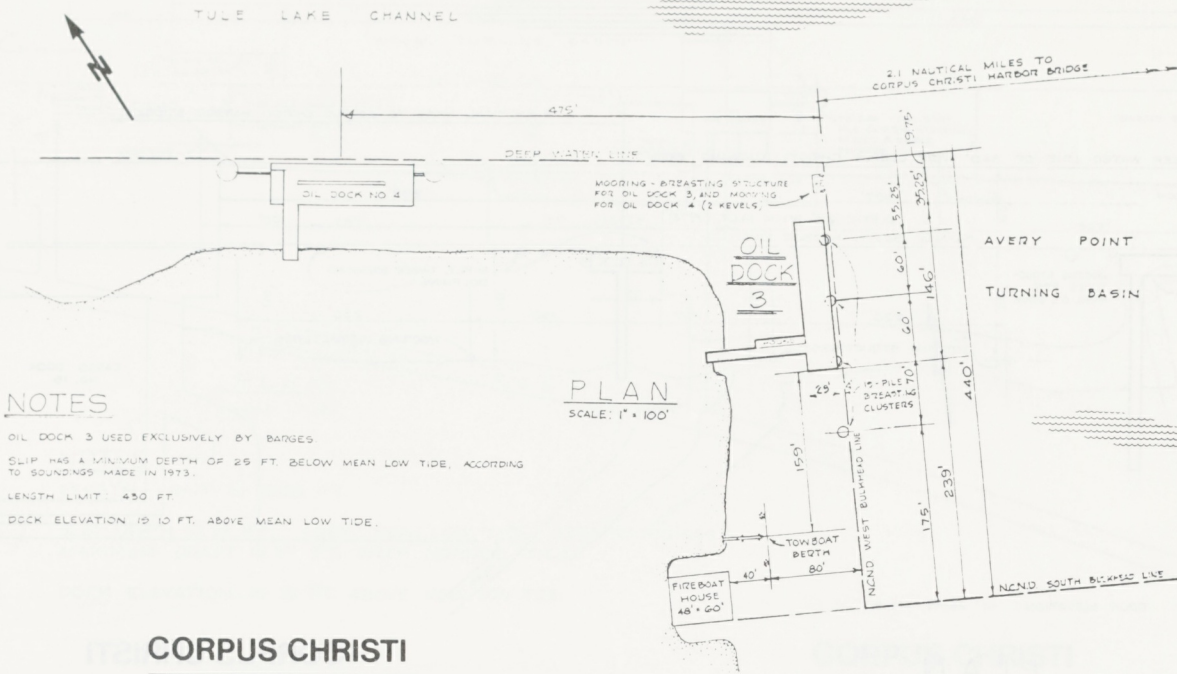 TULE LAKE CHANNEL
N
2.1 NAUTICAL MILES TO
CORPUS CHRISTI HARBOR BRIDGE
475'
19.75'
DEEP WATER LINE
OIL DOCK NO. 4
MOORING - BREASTING STRUCTURE
FOR OIL DOCK 3, AND MOORING
FOR OIL DOCK 4 (2 KEVELS)
55.25'
35.25'
OIL
DOCK
3
60'
146'
60'
AVERY POINT
TURNING BASIN
PLAN
SCALE: 1" = 100'
25'
15-PILE
BREASTING
CLUSTERS
70'
440'
NOTES
OIL DOCK 3 USED EXCLUSIVELY BY BARGES.
SLIP HAS A MINIMUM DEPTH OF 25 FT. BELOW MEAN LOW TIDE, ACCORDING
TO SOUNDINGS MADE IN 1973.
LENGTH LIMIT: 450 FT.
DOCK ELEVATION IS 10 FT. ABOVE MEAN LOW TIDE.
159'
N.C.N.D WEST BULKHEAD LINE
175'
239'
TOWBOAT
BERTH
40'
80'
FIREBOAT
HOUSE
48' × 60'
N.C.N.D SOUTH BULKHEAD LINE
CORPUS CHRISTI